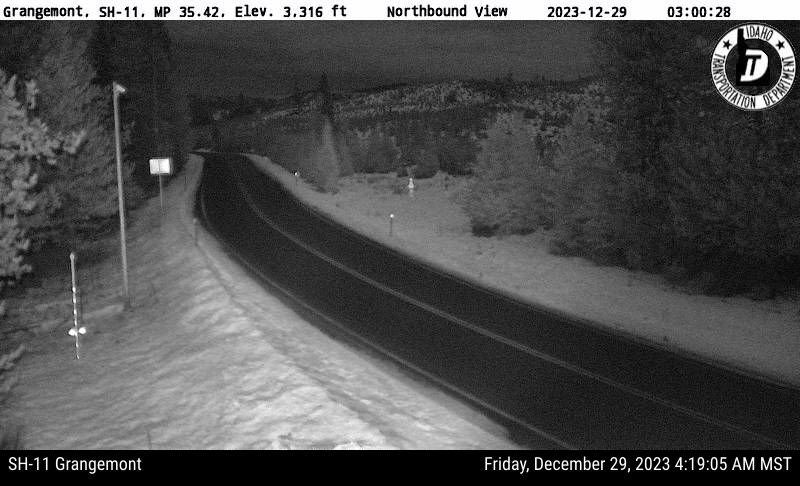 Grangemont, SH-11, MP 35.42, Elev. 3,316 ft Northbound View 2023-12-29 03:00:28
IDAHO
TRANSPORTATION DEPARTMENT
SH-11 Grangemont Friday, December 29, 2023 4:19:05 AM MST